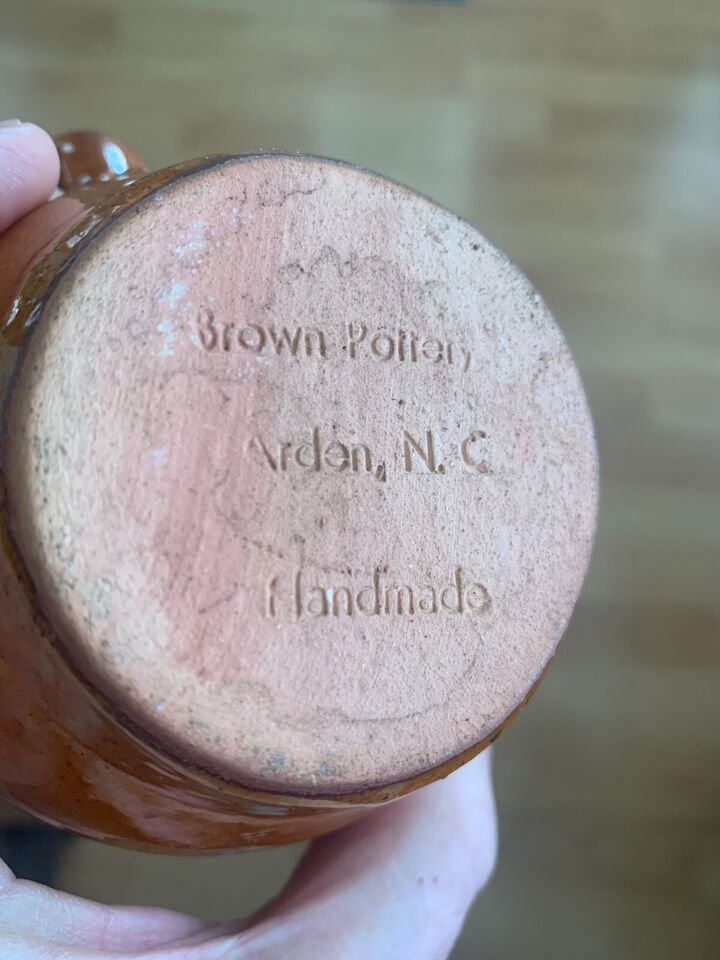 Brown Pottery
Arden, N. C
"Handmade"